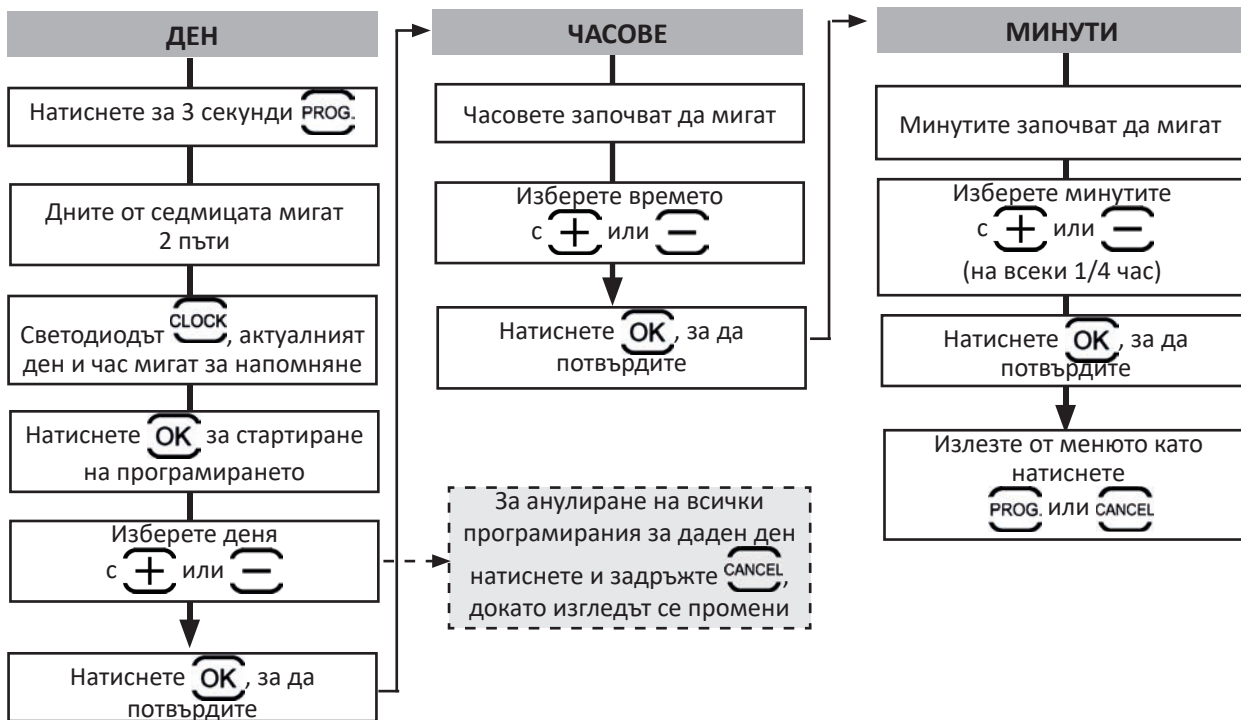 ДЕН
Натиснете за 3 секунди PROG.
Дните от седмицата мигат
2 пъти
Светодиодът CLOCK, актуалният
ден и час мигат за напомняне
Натиснете OK за стартиране
на програмирането
Изберете деня
с + или −
Натиснете OK, за да
потвърдите
ЧАСОВЕ
Часовете започват да мигат
Изберете времето
с + или −
Натиснете OK, за да
потвърдите
За анулиране на всички
програмирания за даден ден
натиснете и задръжте CANCEL,
докато изгледът се промени
МИНУТИ
Минутите започват да мигат
Изберете минутите
с + или −
(на всеки 1/4 час)
Натиснете OK, за да
потвърдите
Излезте от менюто като
натиснете
PROG. или CANCEL